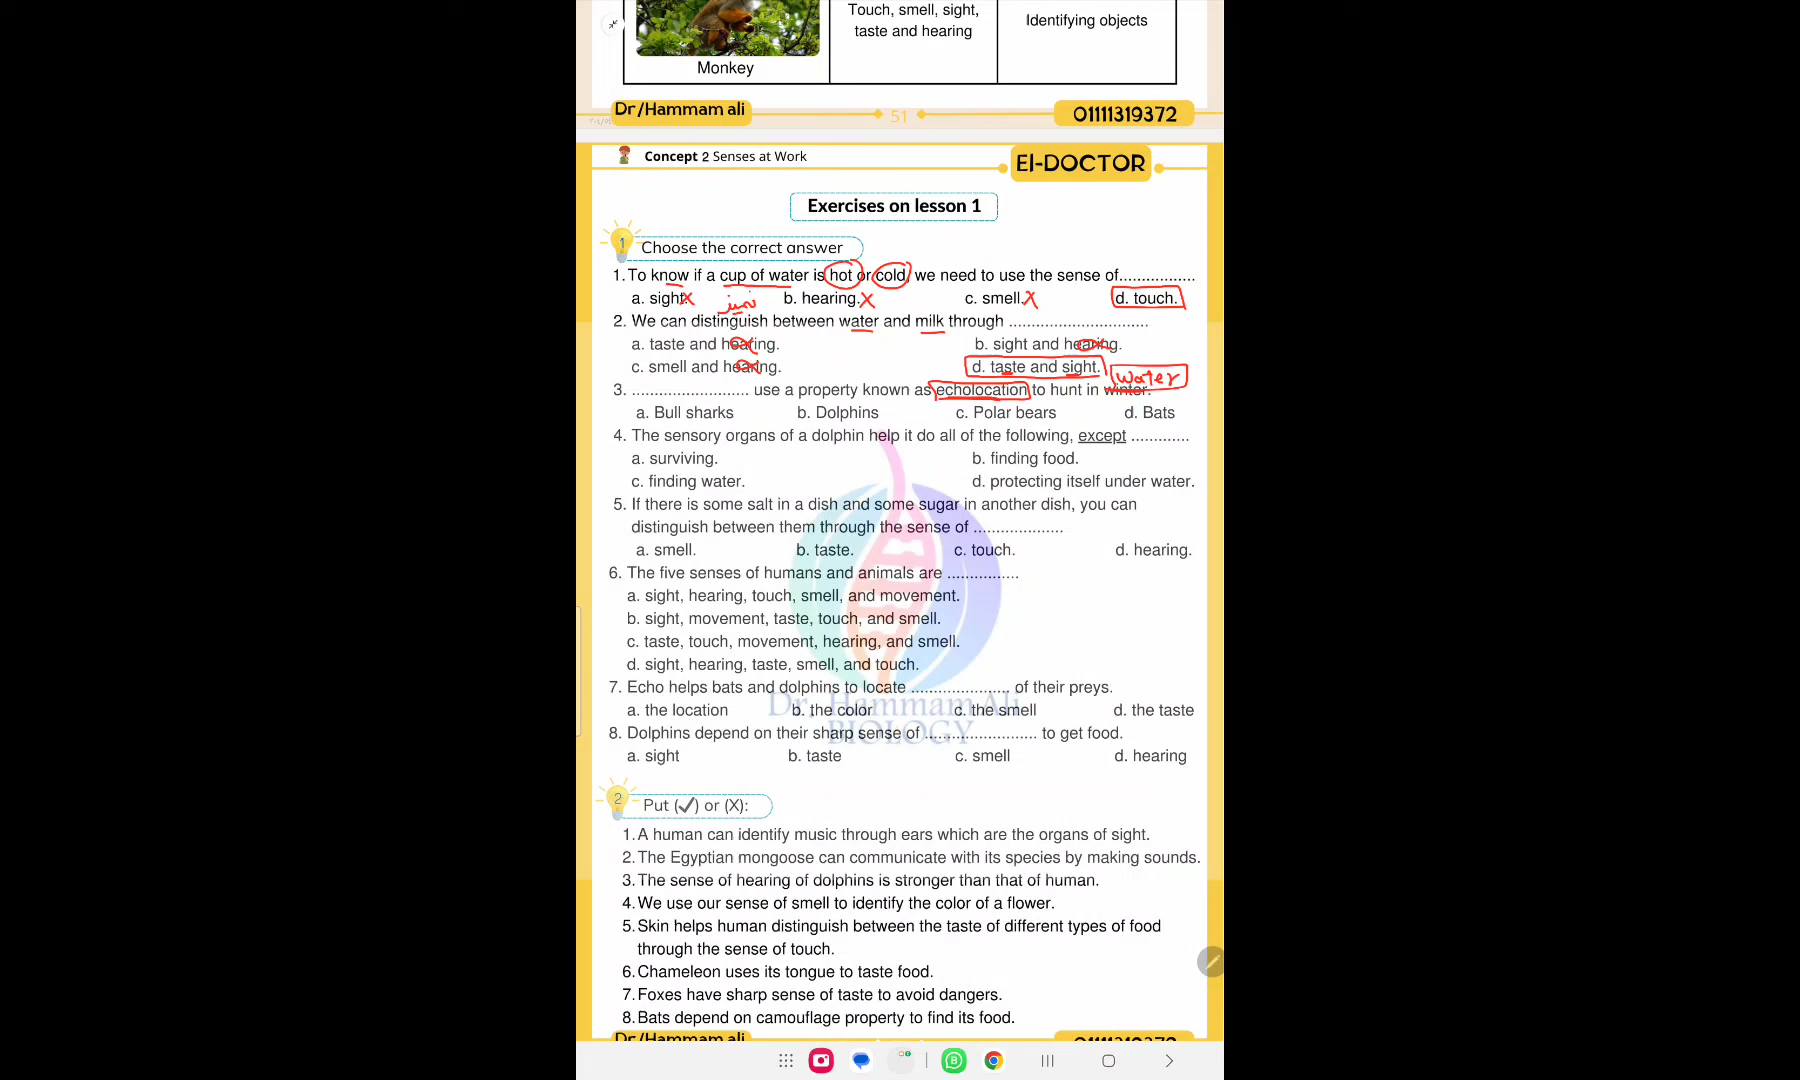 Touch, smell, sight,
taste and hearing
Identifying objects
Monkey
Dr/Hammam ali
51
01111319372
Concept 2 Senses at Work
El-DOCTOR
Exercises on lesson 1
1 Choose the correct answer
1. To know if a cup of water is hot or cold, we need to use the sense of.................
a. sight. x b. hearing. x c. smell. x d. touch.
2. We can distinguish between water and milk through ..............................
a. taste and hearing. b. sight and hearing.
c. smell and hearing. d. taste and sight.
water
3. .......................... use a property known as echolocation to hunt in winter.
a. Bull sharks b. Dolphins c. Polar bears d. Bats
4. The sensory organs of a dolphin help it do all of the following, except .............
a. surviving. b. finding food.
c. finding water. d. protecting itself under water.
5. If there is some salt in a dish and some sugar in another dish, you can
distinguish between them through the sense of ....................
a. smell. b. taste. c. touch. d. hearing.
6. The five senses of humans and animals are ................
a. sight, hearing, touch, smell, and movement.
b. sight, movement, taste, touch, and smell.
c. taste, touch, movement, hearing, and smell.
d. sight, hearing, taste, smell, and touch.
7. Echo helps bats and dolphins to locate ...................... of their preys.
a. the location b. the color c. the smell d. the taste
Dr. Hammam Ali
BIOLOGY
8. Dolphins depend on their sharp sense of ......................... to get food.
a. sight b. taste c. smell d. hearing
2 Put (✓) or (X):
1. A human can identify music through ears which are the organs of sight.
2. The Egyptian mongoose can communicate with its species by making sounds.
3. The sense of hearing of dolphins is stronger than that of human.
4. We use our sense of smell to identify the color of a flower.
5. Skin helps human distinguish between the taste of different types of food
through the sense of touch.
6. Chameleon uses its tongue to taste food.
7. Foxes have sharp sense of taste to avoid dangers.
8. Bats depend on camouflage property to find its food.
Dr/Hammam ali
01111319372